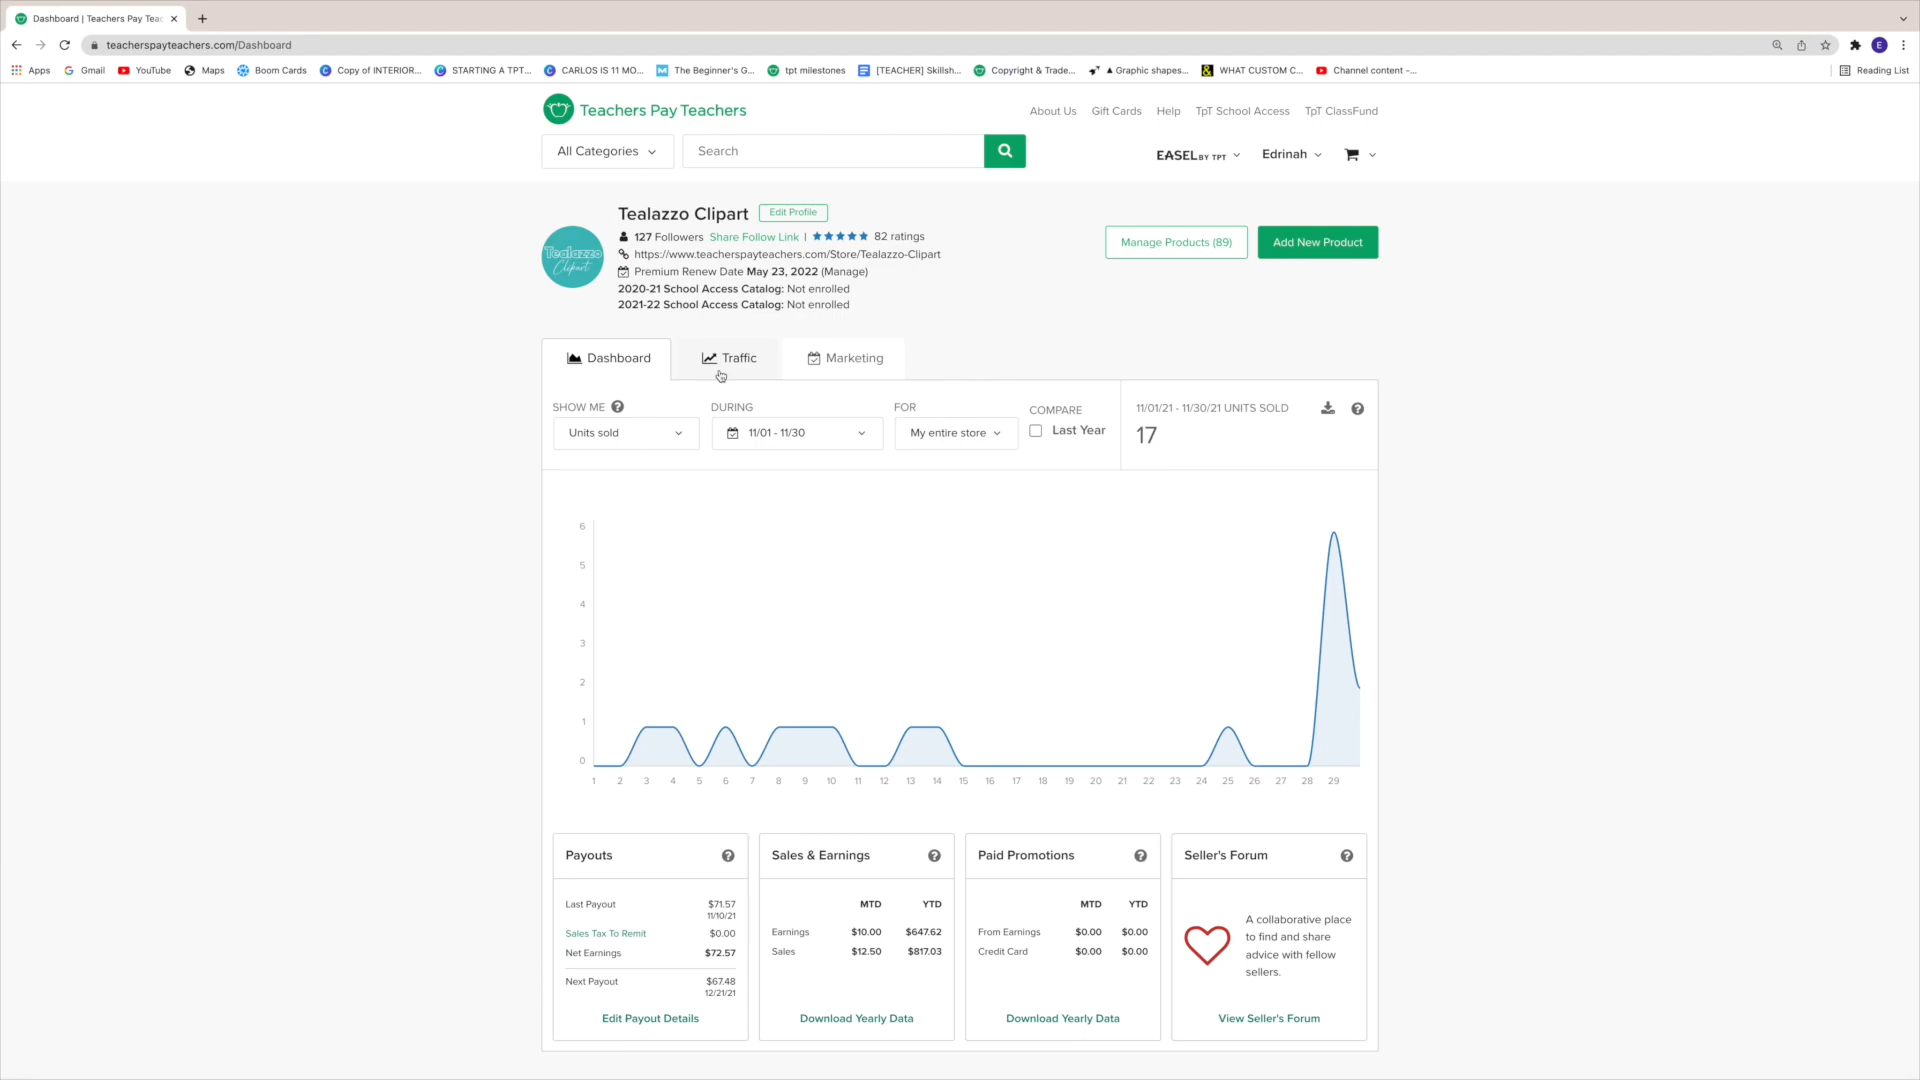 Dashboard | Teachers Pay Teac
teacherspayteachers.com/Dashboard
E
Apps Gmail YouTube Maps Boom Cards Copy of INTERIOR... STARTING A TPT... CARLOS IS 11 MO... The Beginner's G... tpt milestones [TEACHER] Skillsh... Copyright & Trade... ▲ Graphic shapes... WHAT CUSTOM C... Channel content -... Reading List
Teachers Pay Teachers
About Us Gift Cards Help TpT School Access TpT ClassFund
All Categories Search
EASEL BY TPT Edrinah
Tealazzo Clipart
Tealazzo Clipart Edit Profile
127 Followers Share Follow Link | ★★★★★ 82 ratings
https://www.teacherspayteachers.com/Store/Tealazzo-Clipart
Premium Renew Date May 23, 2022 (Manage)
2020-21 School Access Catalog: Not enrolled
2021-22 School Access Catalog: Not enrolled
Manage Products (89) Add New Product
Dashboard Traffic Marketing
SHOW ME ? DURING FOR COMPARE
Units sold 11/01 - 11/30 My entire store Last Year
11/01/21 - 11/30/21 UNITS SOLD ?
17
6
5
4
3
2
1
0
1 2 3 4 5 6 7 8 9 10 11 12 13 14 15 16 17 18 19 20 21 22 23 24 25 26 27 28 29
Payouts ?
Last Payout $71.57
11/10/21
Sales Tax To Remit $0.00
Net Earnings $72.57
Next Payout $67.48
12/21/21
Edit Payout Details
Sales & Earnings ?
MTD YTD
Earnings $10.00 $647.62
Sales $12.50 $817.03
Download Yearly Data
Paid Promotions ?
MTD YTD
From Earnings $0.00 $0.00
Credit Card $0.00 $0.00
Download Yearly Data
Seller's Forum ?
A collaborative place
to find and share
advice with fellow
sellers.
View Seller's Forum